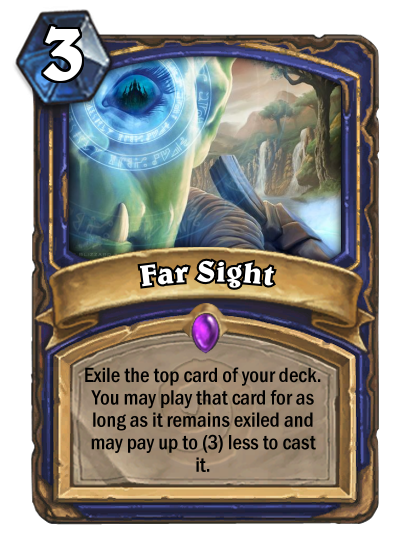 3
Far Sight
Exile the top card of your deck.
You may play that card for as
long as it remains exiled and
may pay up to (3) less to cast
it.